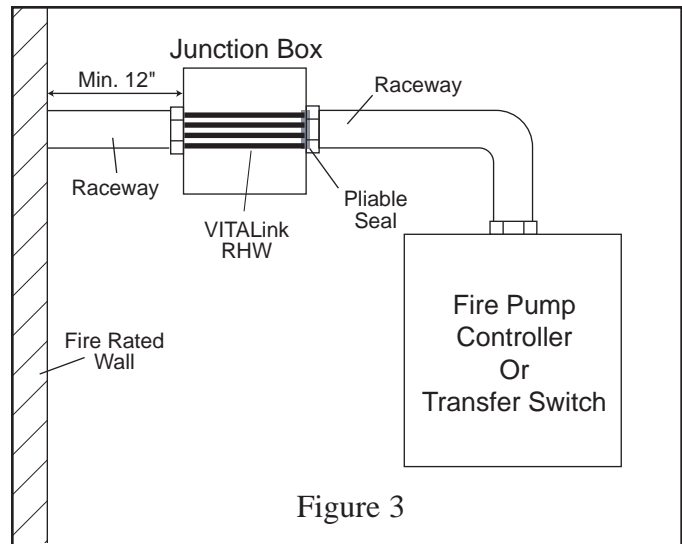 Junction Box
Min. 12"
Raceway
Raceway
Pliable
Seal
VITALink
RHW
Fire Rated
Wall
Fire Pump
Controller
Or
Transfer Switch
Figure 3